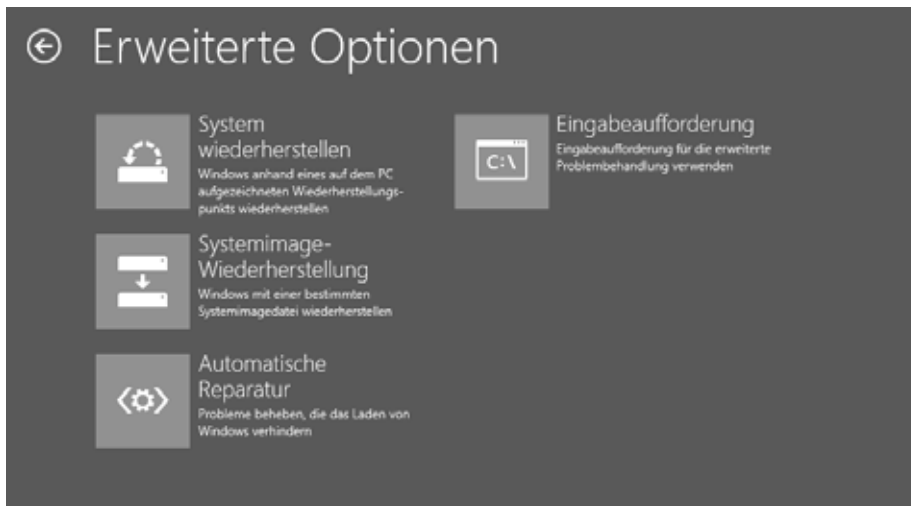 Erweiterte Optionen
System
wiederherstellen
Windows anhand eines auf dem PC
aufgezeichneten Wiederherstellungs-
punkts wiederherstellen
Systemimage-
Wiederherstellung
Windows mit einer bestimmten
Systemimagedatei wiederherstellen
Automatische
Reparatur
Probleme beheben, die das Laden von
Windows verhindern
C:\
Eingabeaufforderung
Eingabeaufforderung für die erweiterte
Problembehandlung verwenden